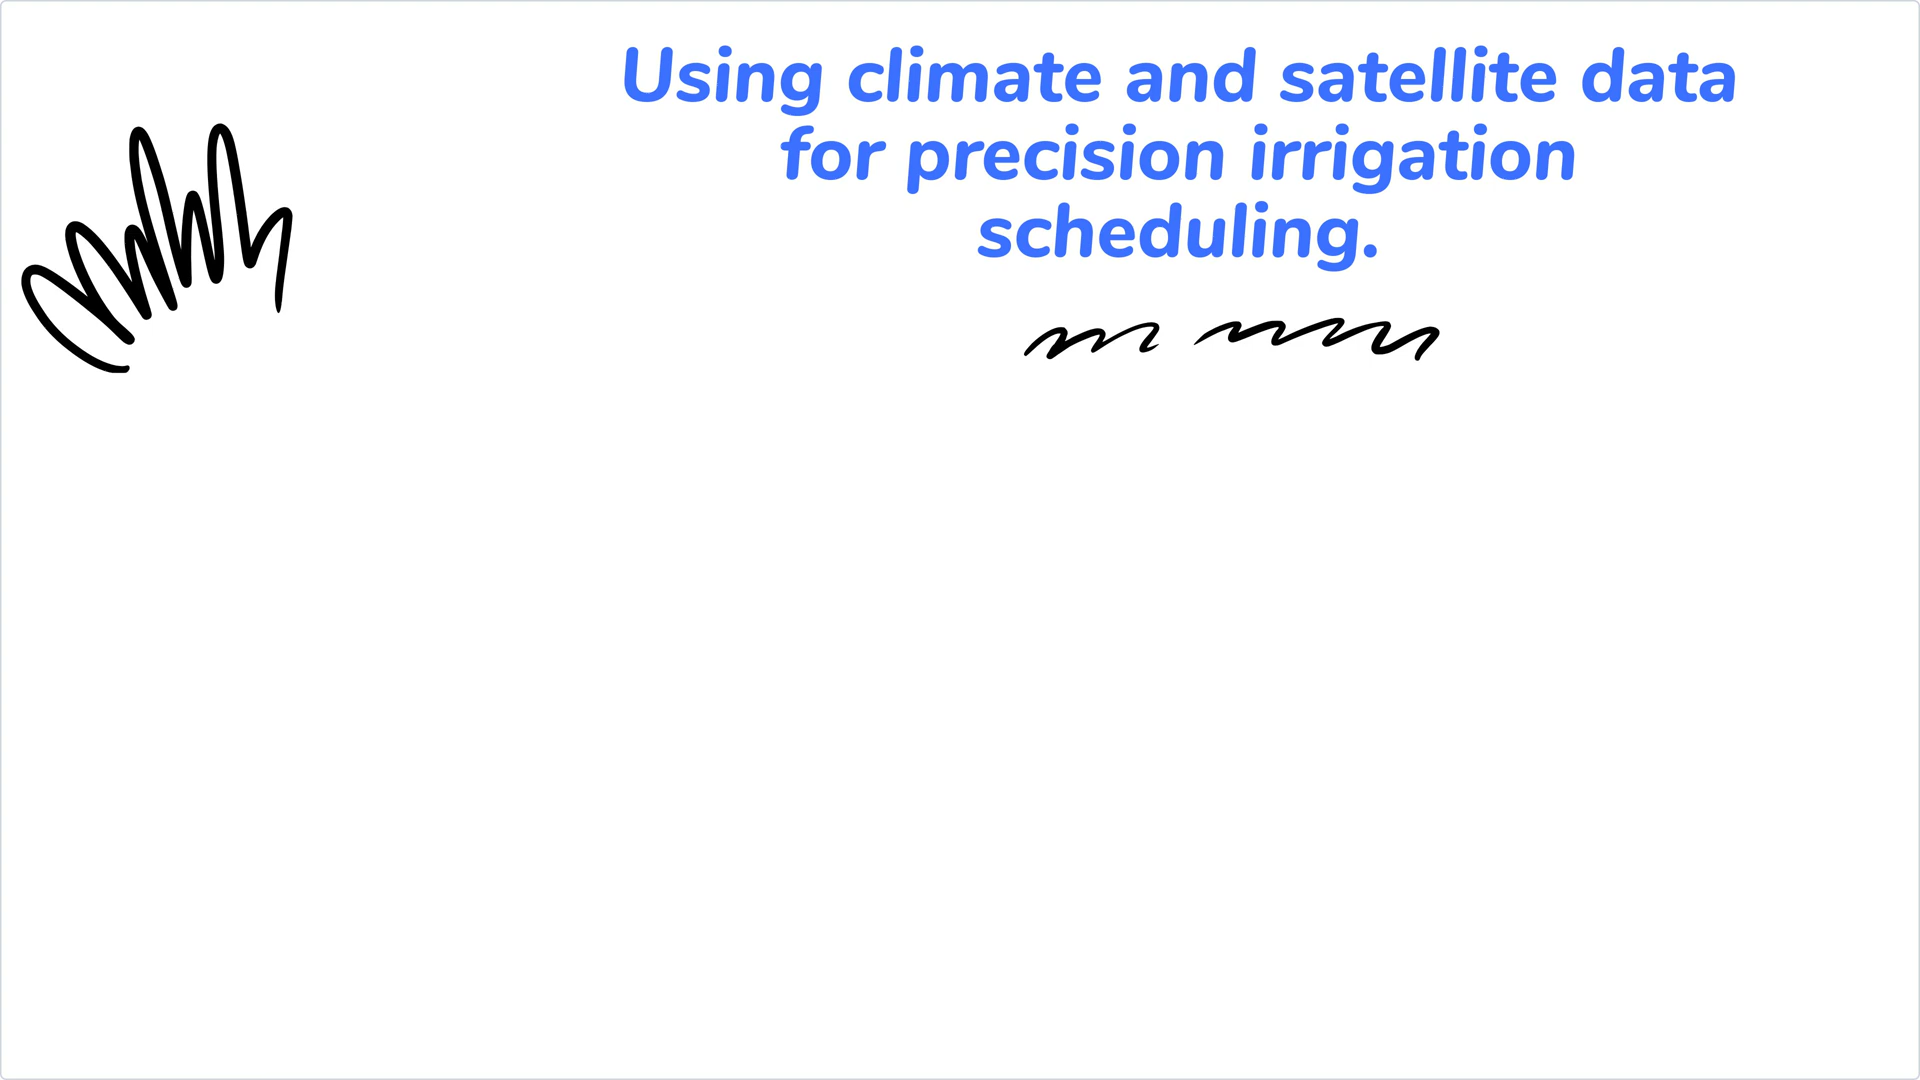 Using climate and satellite data
for precision irrigation
scheduling.